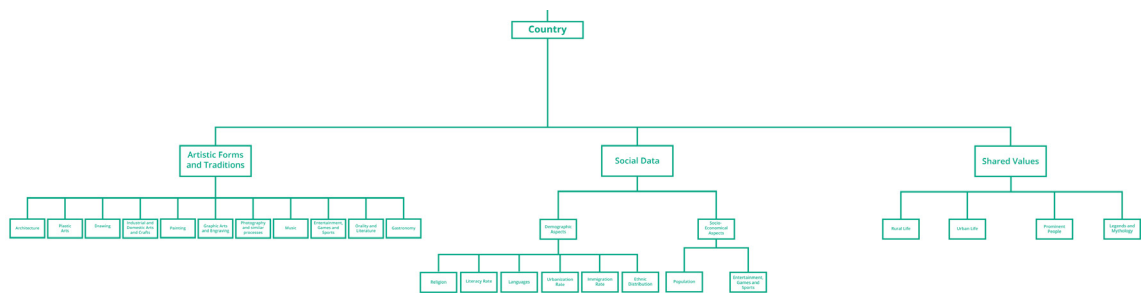 Country
Artistic Forms
and Traditions
Social Data
Shared Values
Architecture
Plastic
Arts
Drawing
Industrial and
Domestic Arts
and Crafts
Painting
Graphic Arts
and Engraving
Photography
and similar
processes
Music
Entertainment,
Games and
Sports
Orality and
Literature
Gastronomy
Demographic
Aspects
Socio-
Economical
Aspects
Rural Life
Urban Life
Prominent
People
Legends and
Mythology
Religion
Literacy Rate
Languages
Urbanization
Rate
Immigration
Rate
Ethnic
Distribution
Population
Entertainment,
Games and
Sports